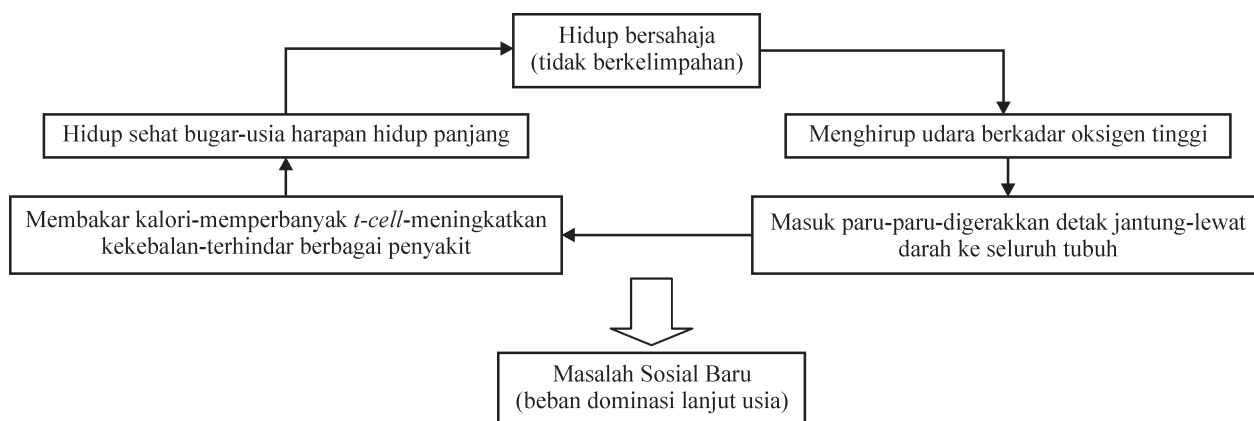 Hidup bersahaja
(tidak berkelimpahan)
Hidup sehat bugar-usia harapan hidup panjang
Menghirup udara berkadar oksigen tinggi
Membakar kalori-memperbanyak t-cell-meningkatkan
kekebalan-terhindar berbagai penyakit
Masuk paru-paru-digerakkan detak jantung-lewat
darah ke seluruh tubuh
Masalah Sosial Baru
(beban dominasi lanjut usia)